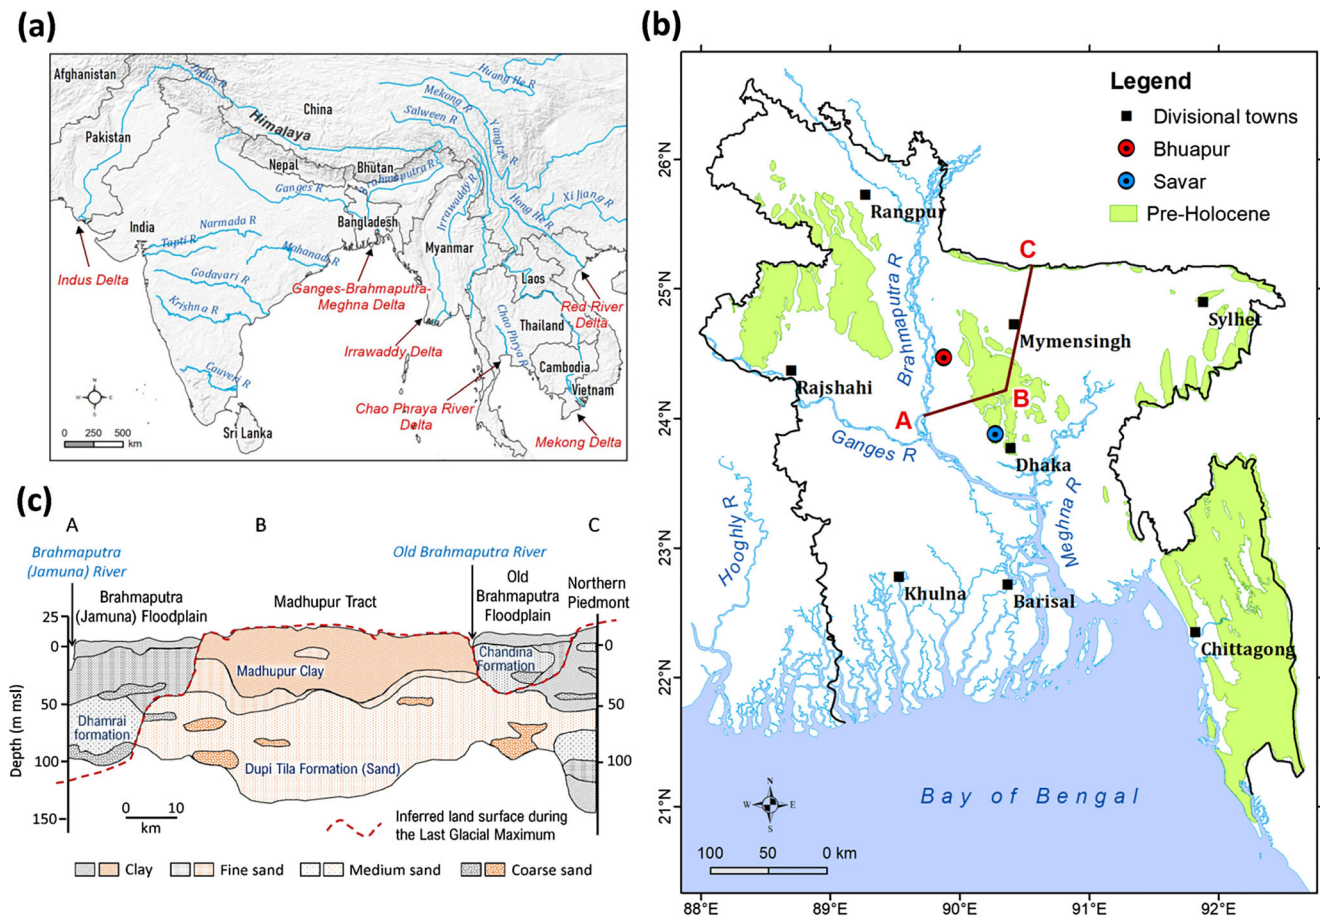 (a)
Afghanistan
Indus R
Huang He R
China
Mekong R
Salween R
Yangtze R
Himalaya
Pakistan
Nepal
Bhutan
Brahmaputra R
Ganges R
Irrawaddy R
Hong He R
Xi Jiang R
Bangladesh
India
Narmada R
Tapti R
Mahanadi R
Myanmar
Laos
Indus Delta
Godavari R
Ganges-Brahmaputra-
Meghna Delta
Red River
Delta
Krishna R
Chao Phrya R
Thailand
Irrawaddy Delta
Cambodia
Vietnam
Cauveri R
Chao Phraya River
Delta
Sri Lanka
Mekong Delta
N
W E
S
0 250 500
km
(b)
Legend
Divisional towns
Bhuapur
Savar
Pre-Holocene
26°N
25°N
24°N
23°N
22°N
21°N
Rangpur
C
Brahmaputra R
Sylhet
Mymensingh
Rajshahi
A
B
Ganges R
Dhaka
Hooghly R
Meghna R
Khulna
Barisal
Chittagong
Bay of Bengal
N
W E
S
100 50 0 km
88°E 89°E 90°E 91°E 92°E
(c)
A B C
Brahmaputra
(Jamuna) River
Old Brahmaputra River
Brahmaputra
(Jamuna) Floodplain
Madhupur Tract
Old
Brahmaputra
Floodplain
Northern
Piedmont
25
0
50
100
150
Depth (m msl)
0
50
100
Chandina
Formation
Madhupur Clay
Dhamrai
formation
Dupi Tila Formation (Sand)
0 10
km
Inferred land surface during
the Last Glacial Maximum
Clay Fine sand Medium sand Coarse sand